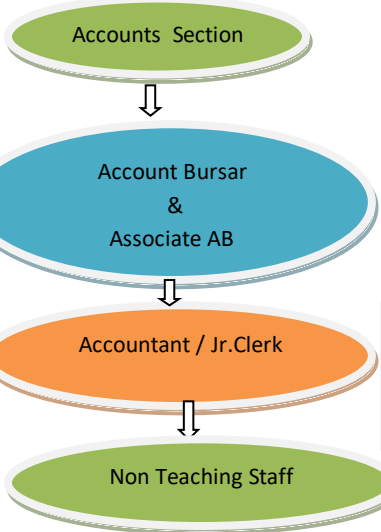 Accounts  Section
Account Bursar
&
Associate AB
Accountant / Jr.Clerk
Non Teaching Staff